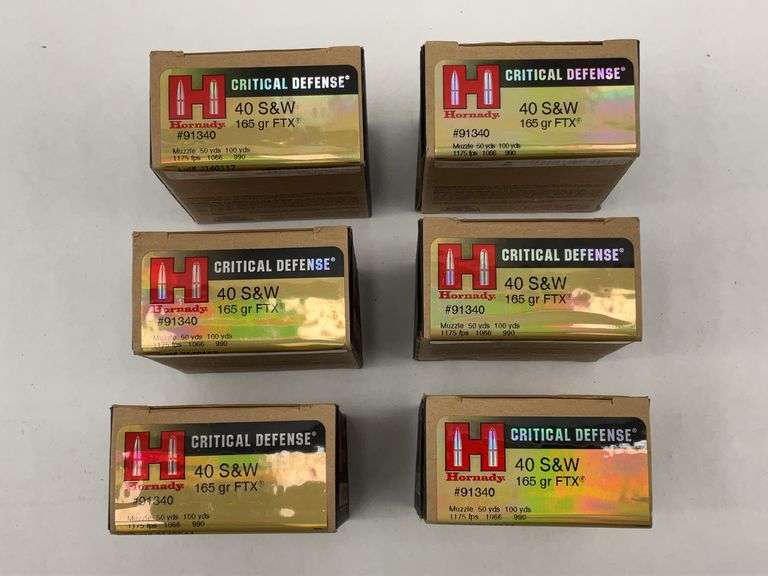 CRITICAL DEFENSE®
Hornady®
40 S&W
165 gr FTX®
#91340
Muzzle 50 yds 100 yds
1175 fps 1066 990
CRITICAL DEFENSE®
Hornady®
40 S&W
165 gr FTX®
#91340
Muzzle 50 yds 100 yds
1175 fps 1066 990
CRITICAL DEFENSE®
Hornady®
40 S&W
165 gr FTX®
#91340
Muzzle 50 yds 100 yds
1175 fps 1066 990
CRITICAL DEFENSE®
Hornady®
40 S&W
165 gr FTX®
#91340
Muzzle 50 yds 100 yds
1175 fps 1066 990
CRITICAL DEFENSE®
Hornady®
40 S&W
165 gr FTX®
#91340
Muzzle 50 yds 100 yds
1175 fps 1066 990
CRITICAL DEFENSE®
Hornady®
40 S&W
165 gr FTX®
#91340
Muzzle 50 yds 100 yds
1175 fps 1066 990